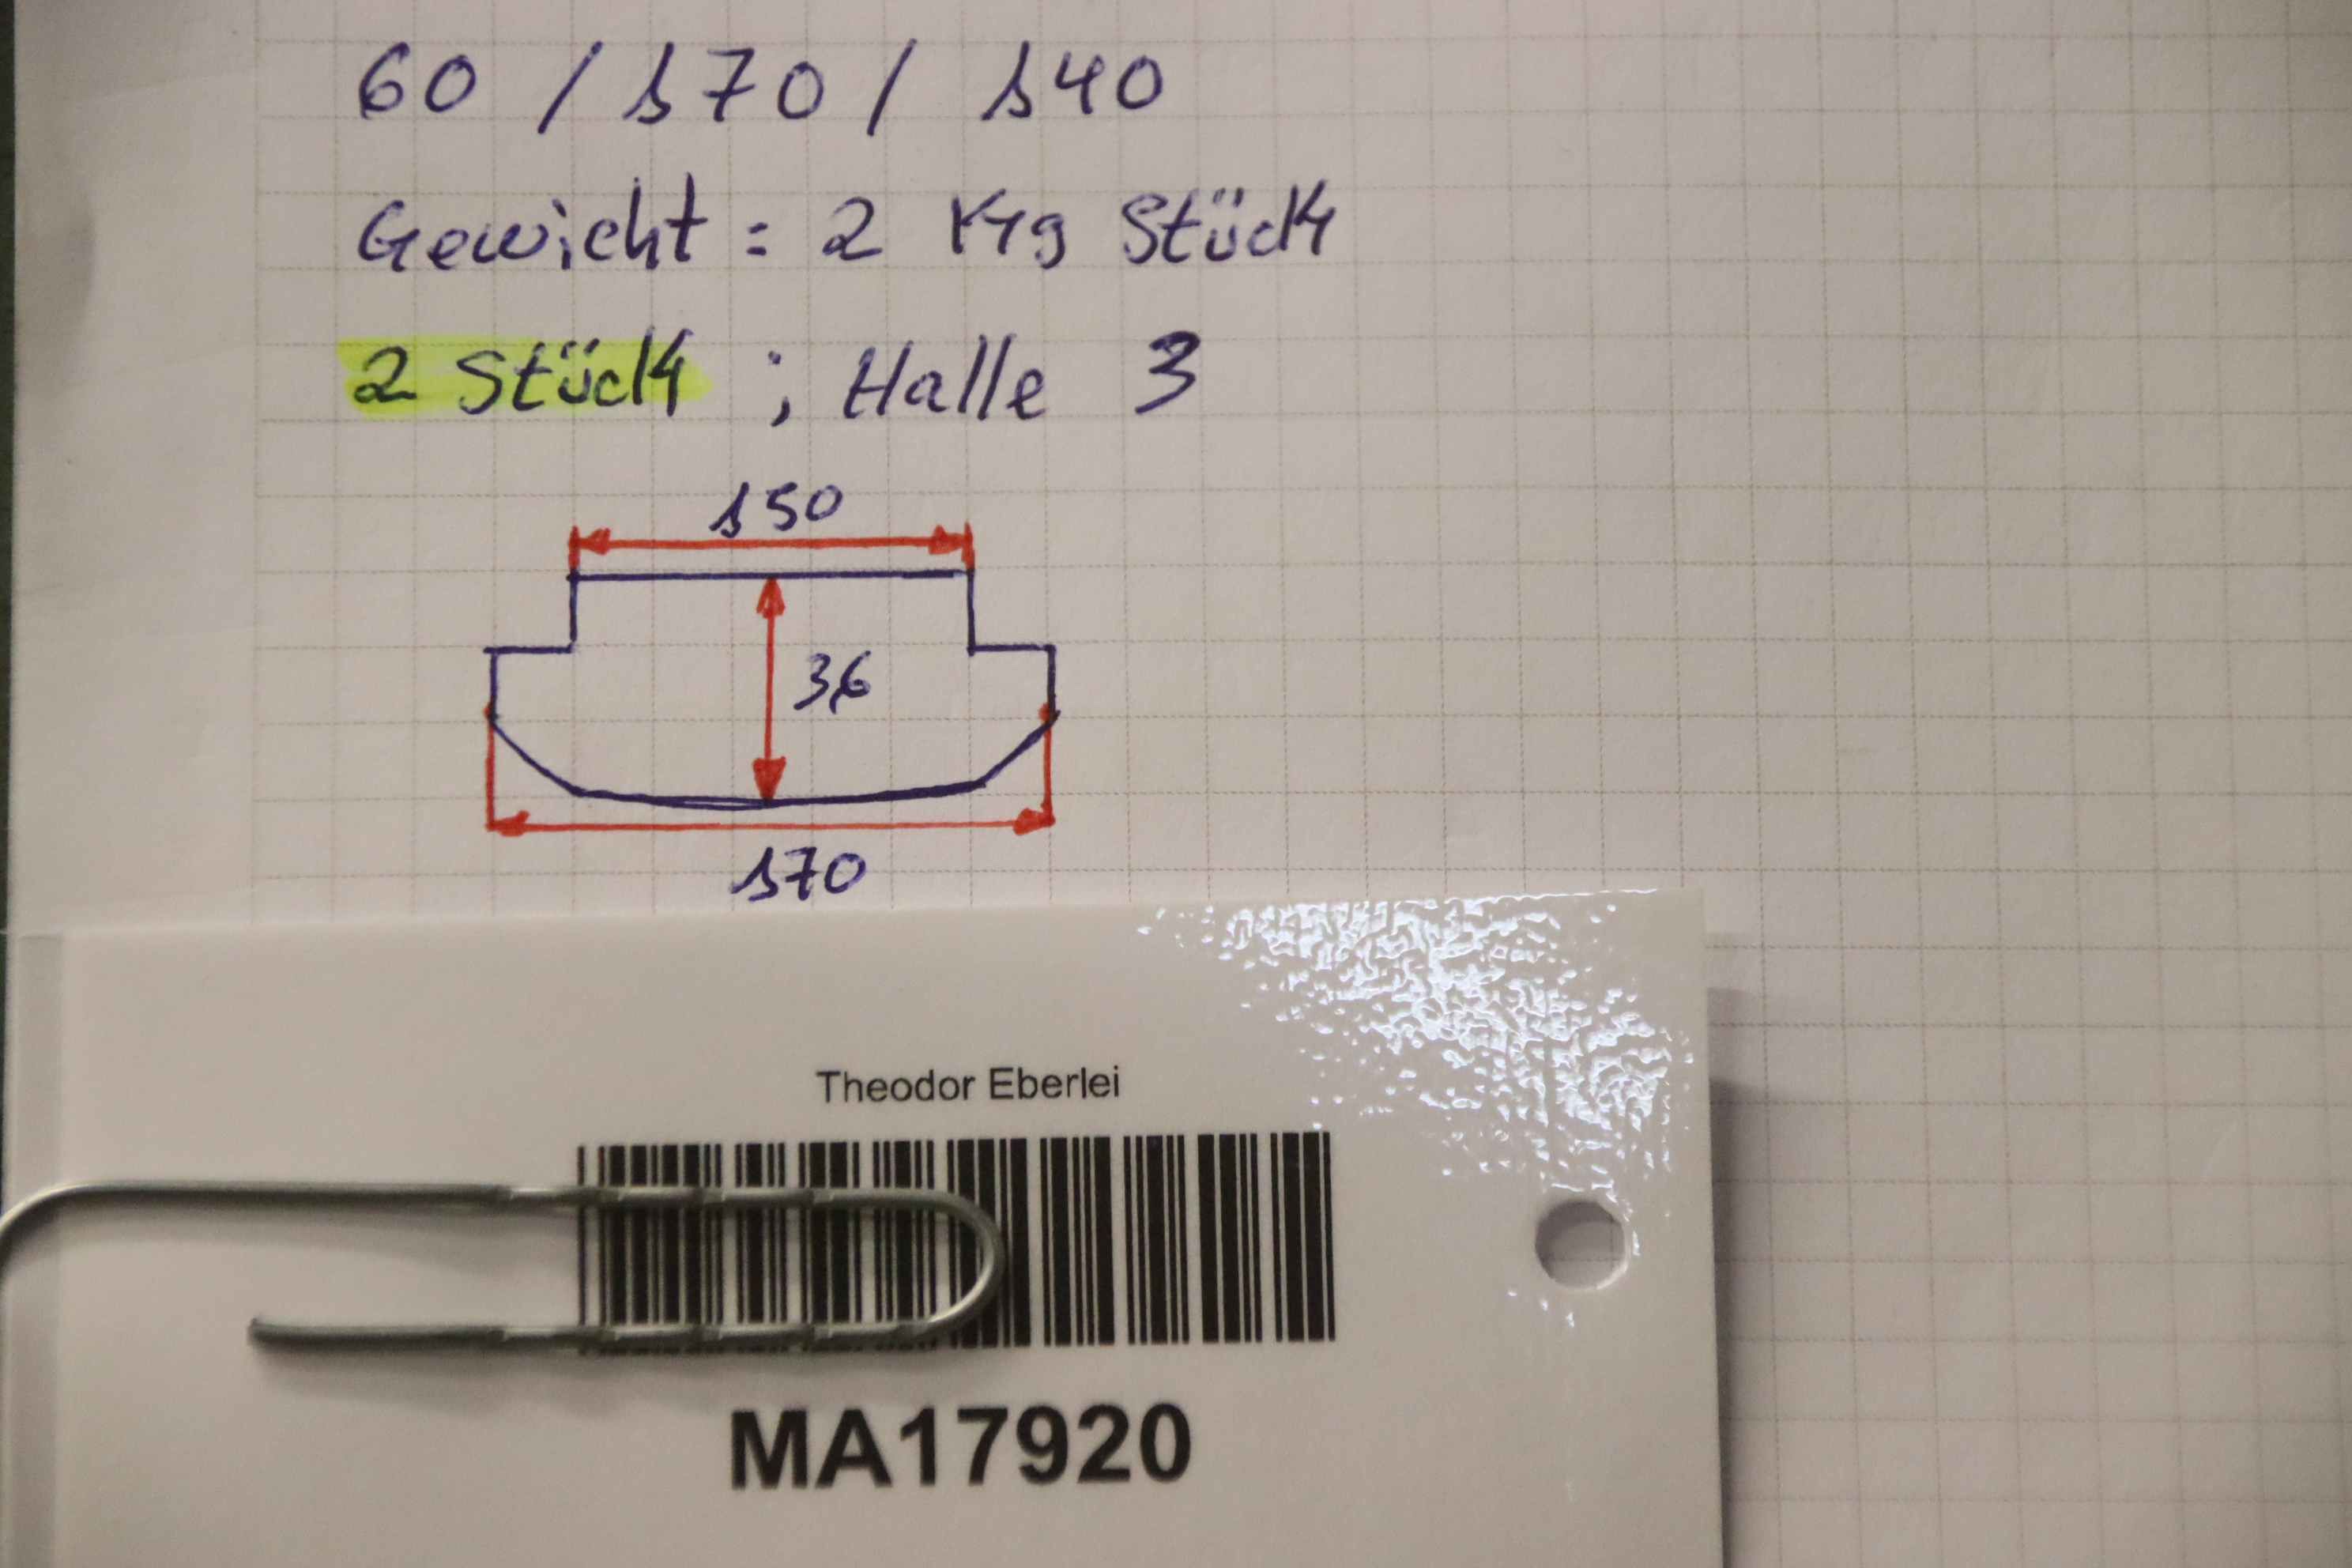 60 / 170 / 140
Gewicht = 2 Kg Stück
2 Stück ; Halle 3
150
36
170
Theodor Eberlei
MA17920